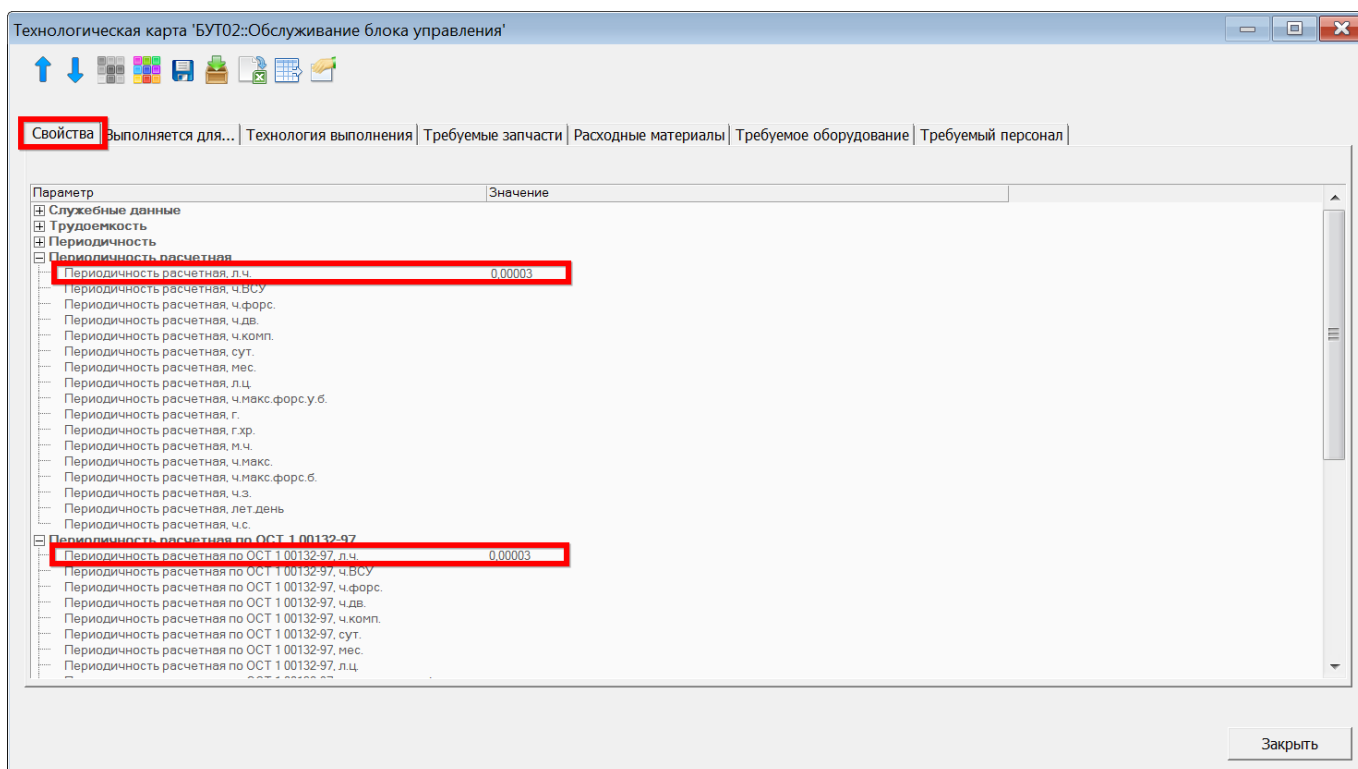 Технологическая карта 'БУТ02::Обслуживание блока управления'
Свойства Выполняется для... Технология выполнения Требуемые запчасти Расходные материалы Требуемое оборудование Требуемый персонал
Параметр Значение
Служебные данные
Трудоемкость
Периодичность
Периодичность расчетная
Периодичность расчетная, л.ч. 0,00003
Периодичность расчетная, ч.ВСУ
Периодичность расчетная, ч.форс.
Периодичность расчетная, ч.дв.
Периодичность расчетная, ч.комп.
Периодичность расчетная, сут.
Периодичность расчетная, мес.
Периодичность расчетная, л.ц.
Периодичность расчетная, ч.макс.форс.у.б.
Периодичность расчетная, г.
Периодичность расчетная, г.хр.
Периодичность расчетная, м.ч.
Периодичность расчетная, ч.макс.
Периодичность расчетная, ч.макс.форс.б.
Периодичность расчетная, ч.з.
Периодичность расчетная, лет.день
Периодичность расчетная, ч.с.
Периодичность расчетная по ОСТ 1 00132-97
Периодичность расчетная по ОСТ 1 00132-97, л.ч. 0,00003
Периодичность расчетная по ОСТ 1 00132-97, ч.ВСУ
Периодичность расчетная по ОСТ 1 00132-97, ч.форс.
Периодичность расчетная по ОСТ 1 00132-97, ч.дв.
Периодичность расчетная по ОСТ 1 00132-97, ч.комп.
Периодичность расчетная по ОСТ 1 00132-97, сут.
Периодичность расчетная по ОСТ 1 00132-97, мес.
Периодичность расчетная по ОСТ 1 00132-97, л.ц.
Закрыть